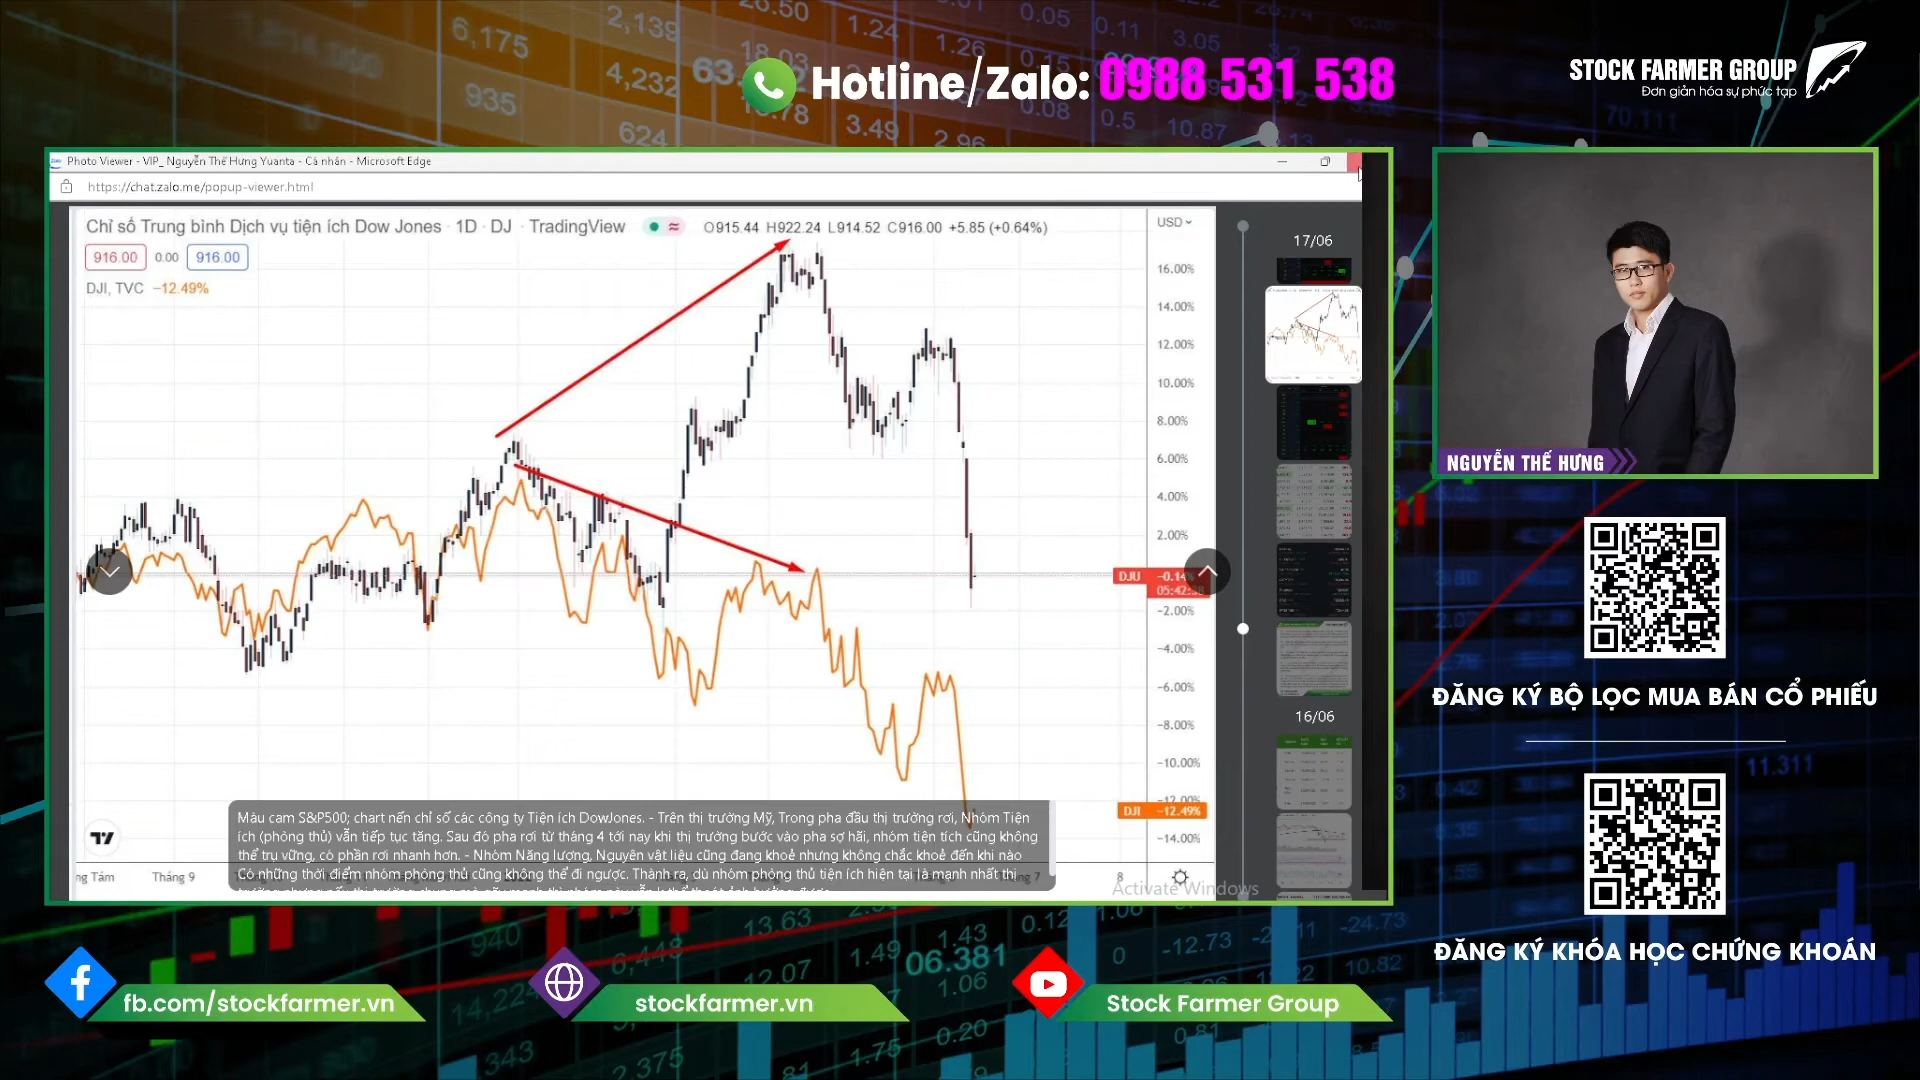 Hotline/Zalo: 0988 531 538
STOCK FARMER GROUP
Đơn giản hóa sự phức tạp
Photo Viewer - VIP_ Nguyễn Thế Hưng Yuanta - Cá nhân - Microsoft Edge
https://chat.zalo.me/popup-viewer.html
Chỉ số Trung bình Dịch vụ tiện ích Dow Jones · 1D · DJ · TradingView
O915.44 H922.24 L914.52 C916.00 +5.85 (+0.64%)
USD
916.00 0.00 916.00
DJI, TVC −12.49%
16.00%
14.00%
12.00%
10.00%
8.00%
6.00%
4.00%
2.00%
DJU −0.14%
−2.00%
−4.00%
−6.00%
−8.00%
−10.00%
−12.00%
DJI −12.49%
−14.00%
17/06
16/06
Màu cam S&P500; chart nến chỉ số các công ty Tiện ích DowJones. - Trên thị trường Mỹ, Trong pha đầu thị trường rơi, Nhóm Tiện
ích (phòng thủ) vẫn tiếp tục tăng. Sau đó pha rơi từ tháng 4 tới nay khi thị trường bước vào pha sợ hãi, nhóm tiện tích cũng không
thể trụ vững, có phần rơi nhanh hơn. - Nhóm Năng lượng, Nguyên vật liệu cũng đang khoẻ nhưng không chắc khoẻ đến khi nào
Có những thời điểm nhóm phòng thủ cũng không thể đi ngược. Thành ra, dù nhóm phòng thủ tiện ích hiện tại là mạnh nhất thị
ng Tám Tháng 9 7 8
Activate Windows
NGUYỄN THẾ HƯNG
ĐĂNG KÝ BỘ LỌC MUA BÁN CỔ PHIẾU
ĐĂNG KÝ KHÓA HỌC CHỨNG KHOÁN
fb.com/stockfarmer.vn
stockfarmer.vn
Stock Farmer Group